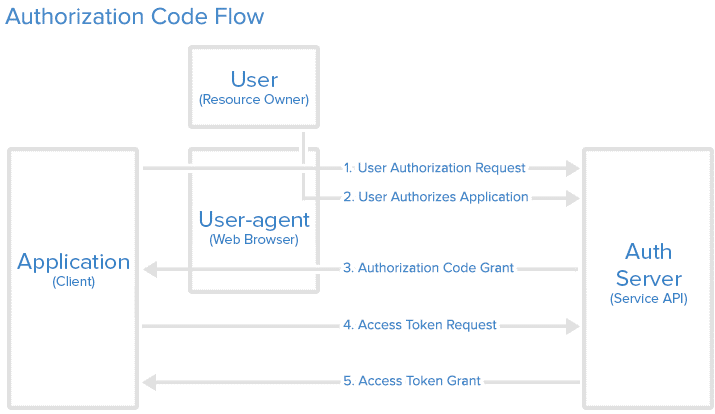 Authorization Code Flow
User
(Resource Owner)
1. User Authorization Request
2. User Authorizes Application
User-agent
(Web Browser)
Application
(Client)
3. Authorization Code Grant
Auth
Server
(Service API)
4. Access Token Request
5. Access Token Grant